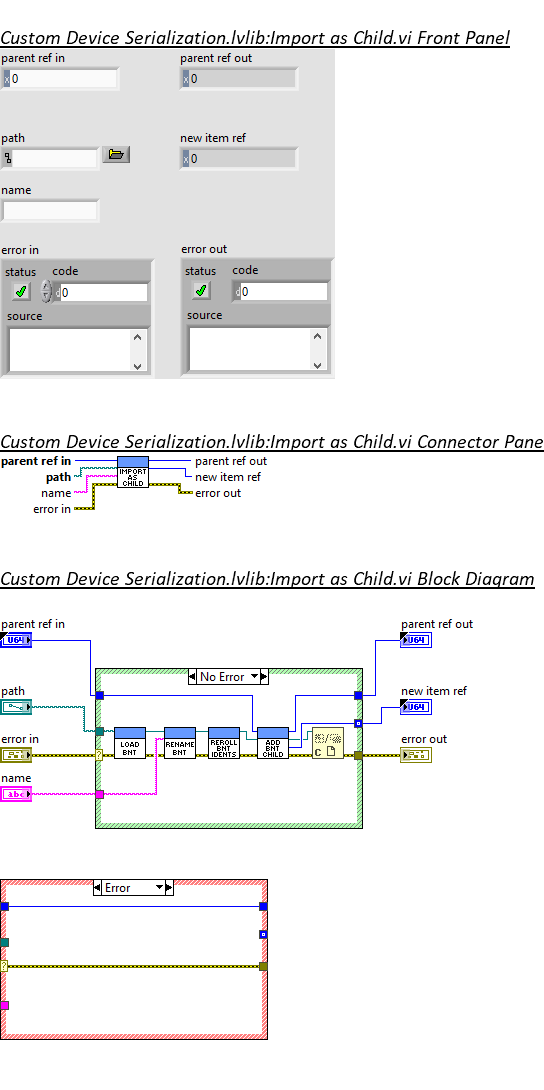 Custom Device Serialization.lvlib:Import as Child.vi Front Panel
parent ref in
parent ref out
x 0
x 0
path
new item ref
x 0
name
error in
error out
status code
status code
d 0
d 0
source
source
Custom Device Serialization.lvlib:Import as Child.vi Connector Pane
parent ref in
parent ref out
path
new item ref
name
error out
error in
IMPORT
AS
CHILD
Custom Device Serialization.lvlib:Import as Child.vi Block Diagram
parent ref in
parent ref out
U64
U64
No Error
path
new item ref
U64
error in
error out
LOAD
BNT
RENAME
BNT
REROLL
BNT
IDENTS
ADD
BNT
CHILD
C
?
name
abc
Error
?